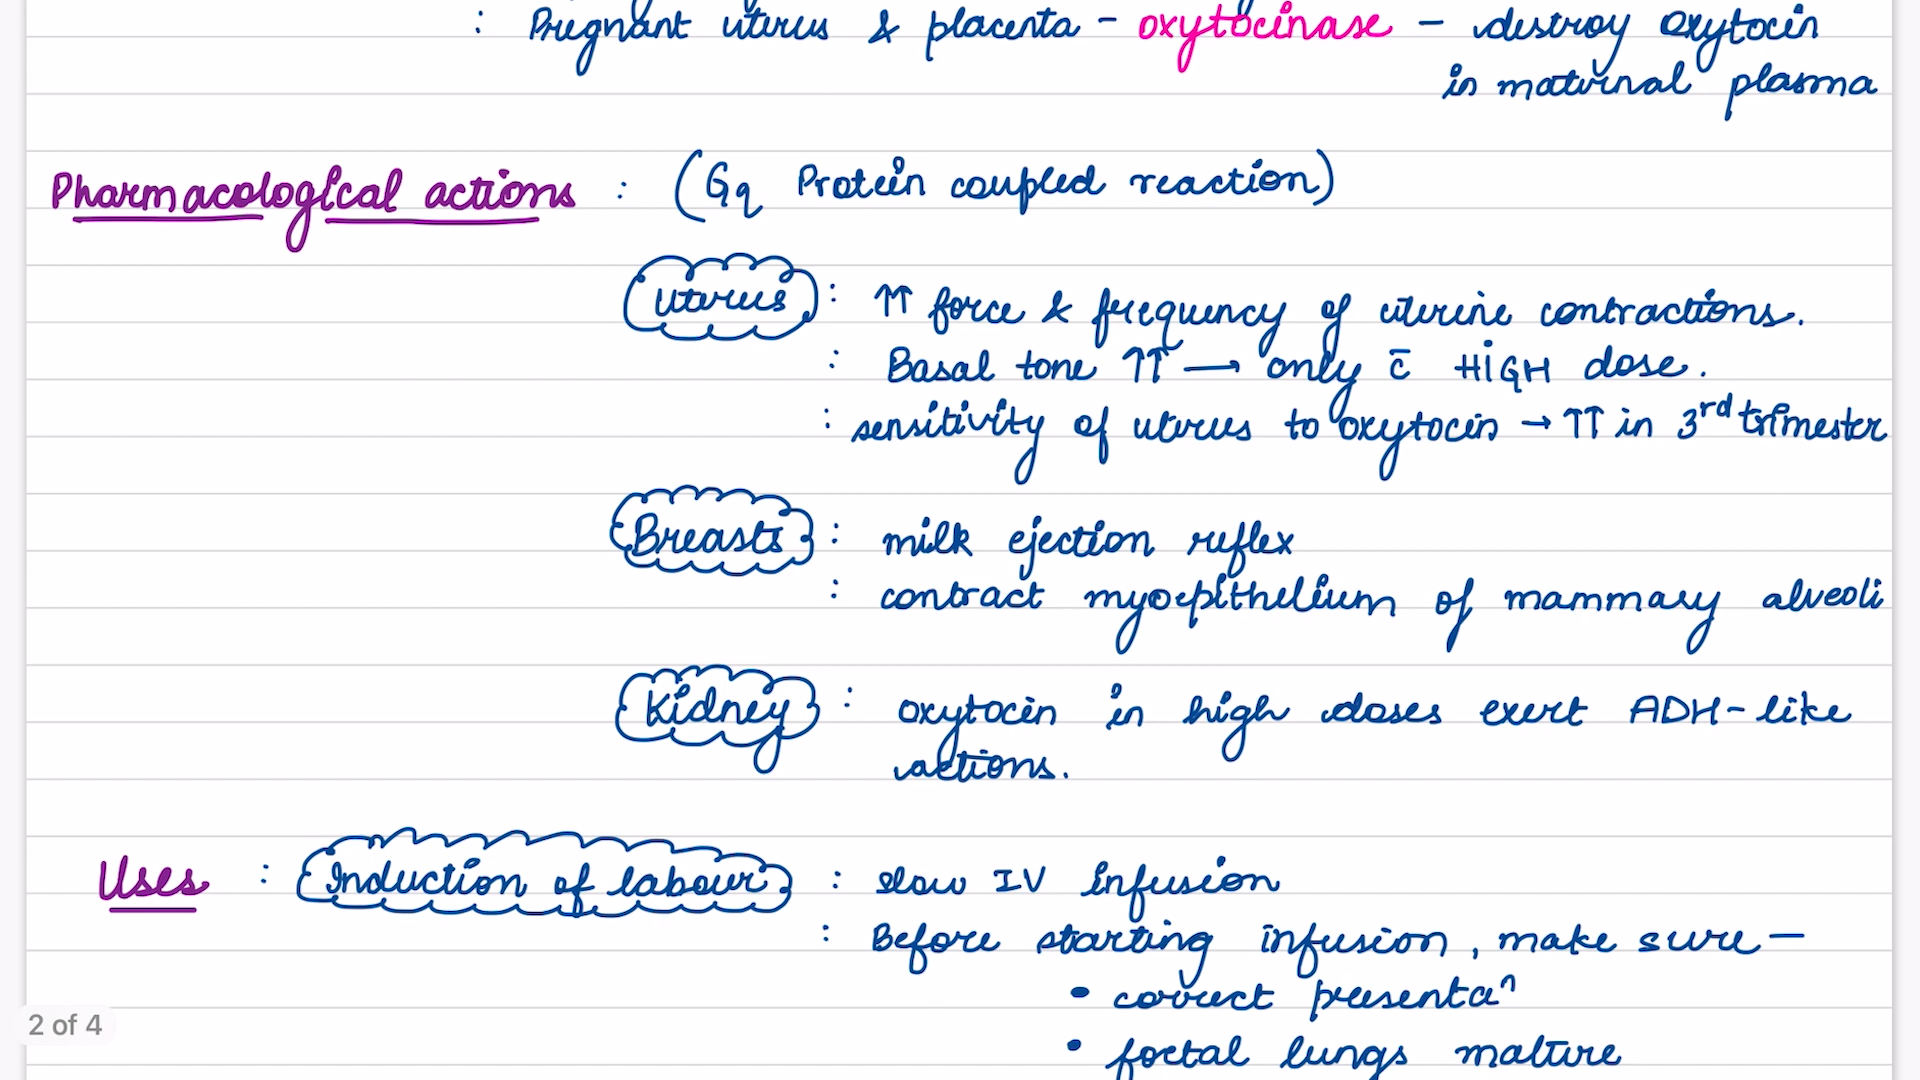 : Pregnant uterus & placenta - oxytocinase - destroy oxytocin
in maternal plasma
Pharmacological actions : (Gq Protein coupled reaction)
Uterus : ↑↑ force & frequency of uterine contractions.
: Basal tone ↑↑ → only c̄ HIGH dose.
: sensitivity of uterus to oxytocin → ↑↑ in 3rd trimester
Breasts : milk ejection reflex
: contract myoepithelium of mammary alveoli
Kidney : oxytocin in high doses exert ADH-like
actions.
Uses : Induction of labour : slow IV infusion
: Before starting infusion, make sure -
• correct presentaⁿ
• foetal lungs mature
2 of 4